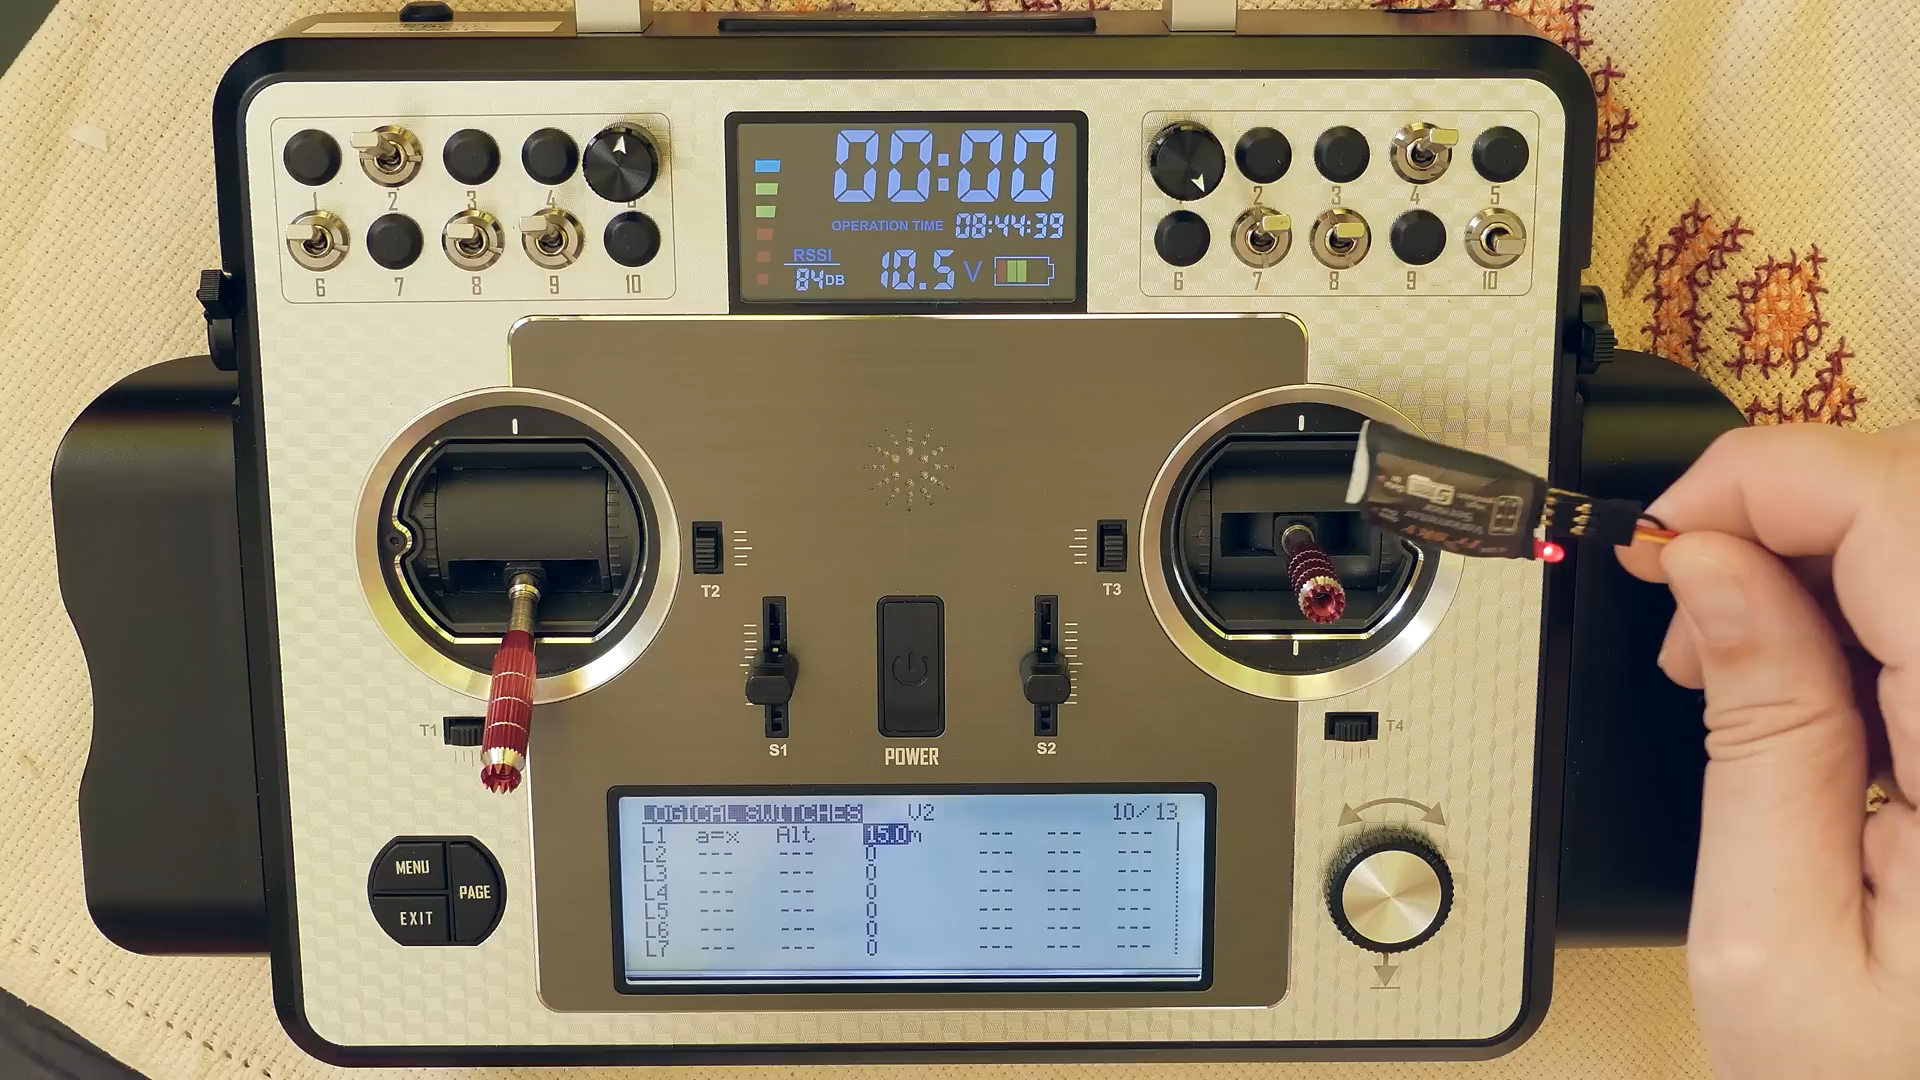 1 2 3 4
6 7 8 9 10
00:00
OPERATION TIME 08:44:39
RSSI
84DB 10.5 V
2 3 4 5
6 7 8 9 10
T2
T3
T1
T4
S1
S2
POWER
MENU
PAGE
EXIT
LOGICAL SWITCHES V2 10/13
L1 a=x Alt 15.0m --- --- ---
L2 --- --- 0 --- --- ---
L3 --- --- 0 --- --- ---
L4 --- --- 0 --- --- ---
L5 --- --- 0 --- --- ---
L6 --- --- 0 --- --- ---
L7 --- --- 0 --- --- ---